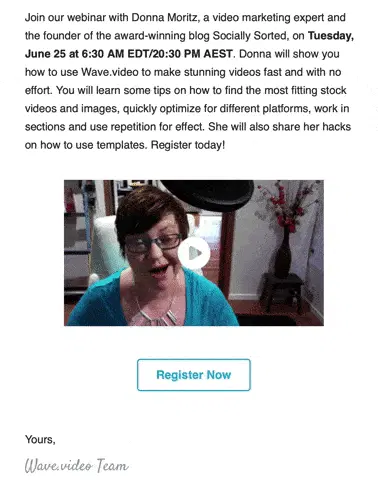 Join our webinar with Donna Moritz, a video marketing expert and
the founder of the award-winning blog Socially Sorted, on Tuesday,
June 25 at 6:30 AM EDT/20:30 PM AEST. Donna will show you
how to use Wave.video to make stunning videos fast and with no
effort. You will learn some tips on how to find the most fitting stock
videos and images, quickly optimize for different platforms, work in
sections and use repetition for effect. She will also share her hacks
on how to use templates. Register today!
Register Now
Yours,
Wave.video Team